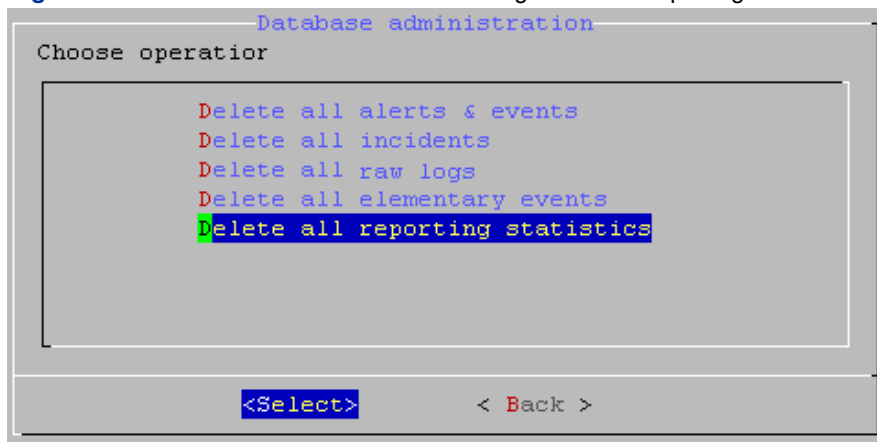 Database administration
Choose operatior
Delete all alerts & events
Delete all incidents
Delete all raw logs
Delete all elementary events
Delete all reporting statistics
<Select> < Back >